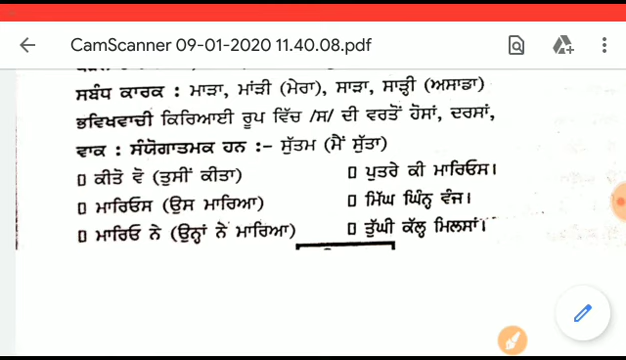 CamScanner 09-01-2020 11.40.08.pdf
ਸਬੰਧ ਕਾਰਕ : ਮਾੜਾ, ਮਾਂੜੀ (ਮੇਰਾ), ਸਾੜਾ, ਸਾੜ੍ਹੀ (ਅਸਾਡਾ)
ਭਵਿਖਵਾਚੀ ਕਿਰਿਆਈ ਰੂਪ ਵਿੱਚ /ਸ/ ਦੀ ਵਰਤੋਂ ਹੋਸਾਂ, ਦਰਸਾਂ,
ਵਾਕ : ਸੰਯੋਗਾਤਮਕ ਹਨ :- ਸੁੱਤਮ (ਮੈਂ ਸੁੱਤਾ)
▯ ਕੀਤੋ ਵੋ (ਤੁਸੀਂ ਕੀਤਾ) ▯ ਪੁਤਰੇ ਕੀ ਮਾਰਿਓਸ।
▯ ਮਾਰਿਓਸ (ਉਸ ਮਾਰਿਆ) ▯ ਮਿੰਘ ਘਿੰਨ੍ਹ ਵੰਜ।
▯ ਮਾਰਿਓ ਨੇ (ਉਨ੍ਹਾਂ ਨੇ ਮਾਰਿਆ) ▯ ਤੁੱਘੀ ਕੱਲ੍ਹ ਮਿਲਸਾਂ।